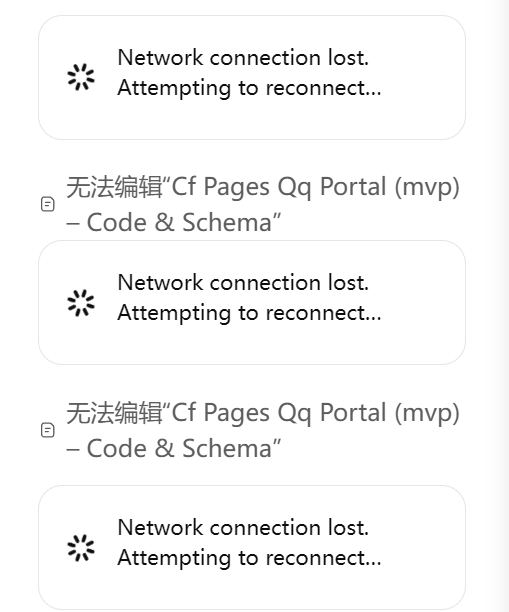 Network connection lost.
Attempting to reconnect...
无法编辑“Cf Pages Qq Portal (mvp)
– Code & Schema”
Network connection lost.
Attempting to reconnect...
无法编辑“Cf Pages Qq Portal (mvp)
– Code & Schema”
Network connection lost.
Attempting to reconnect...